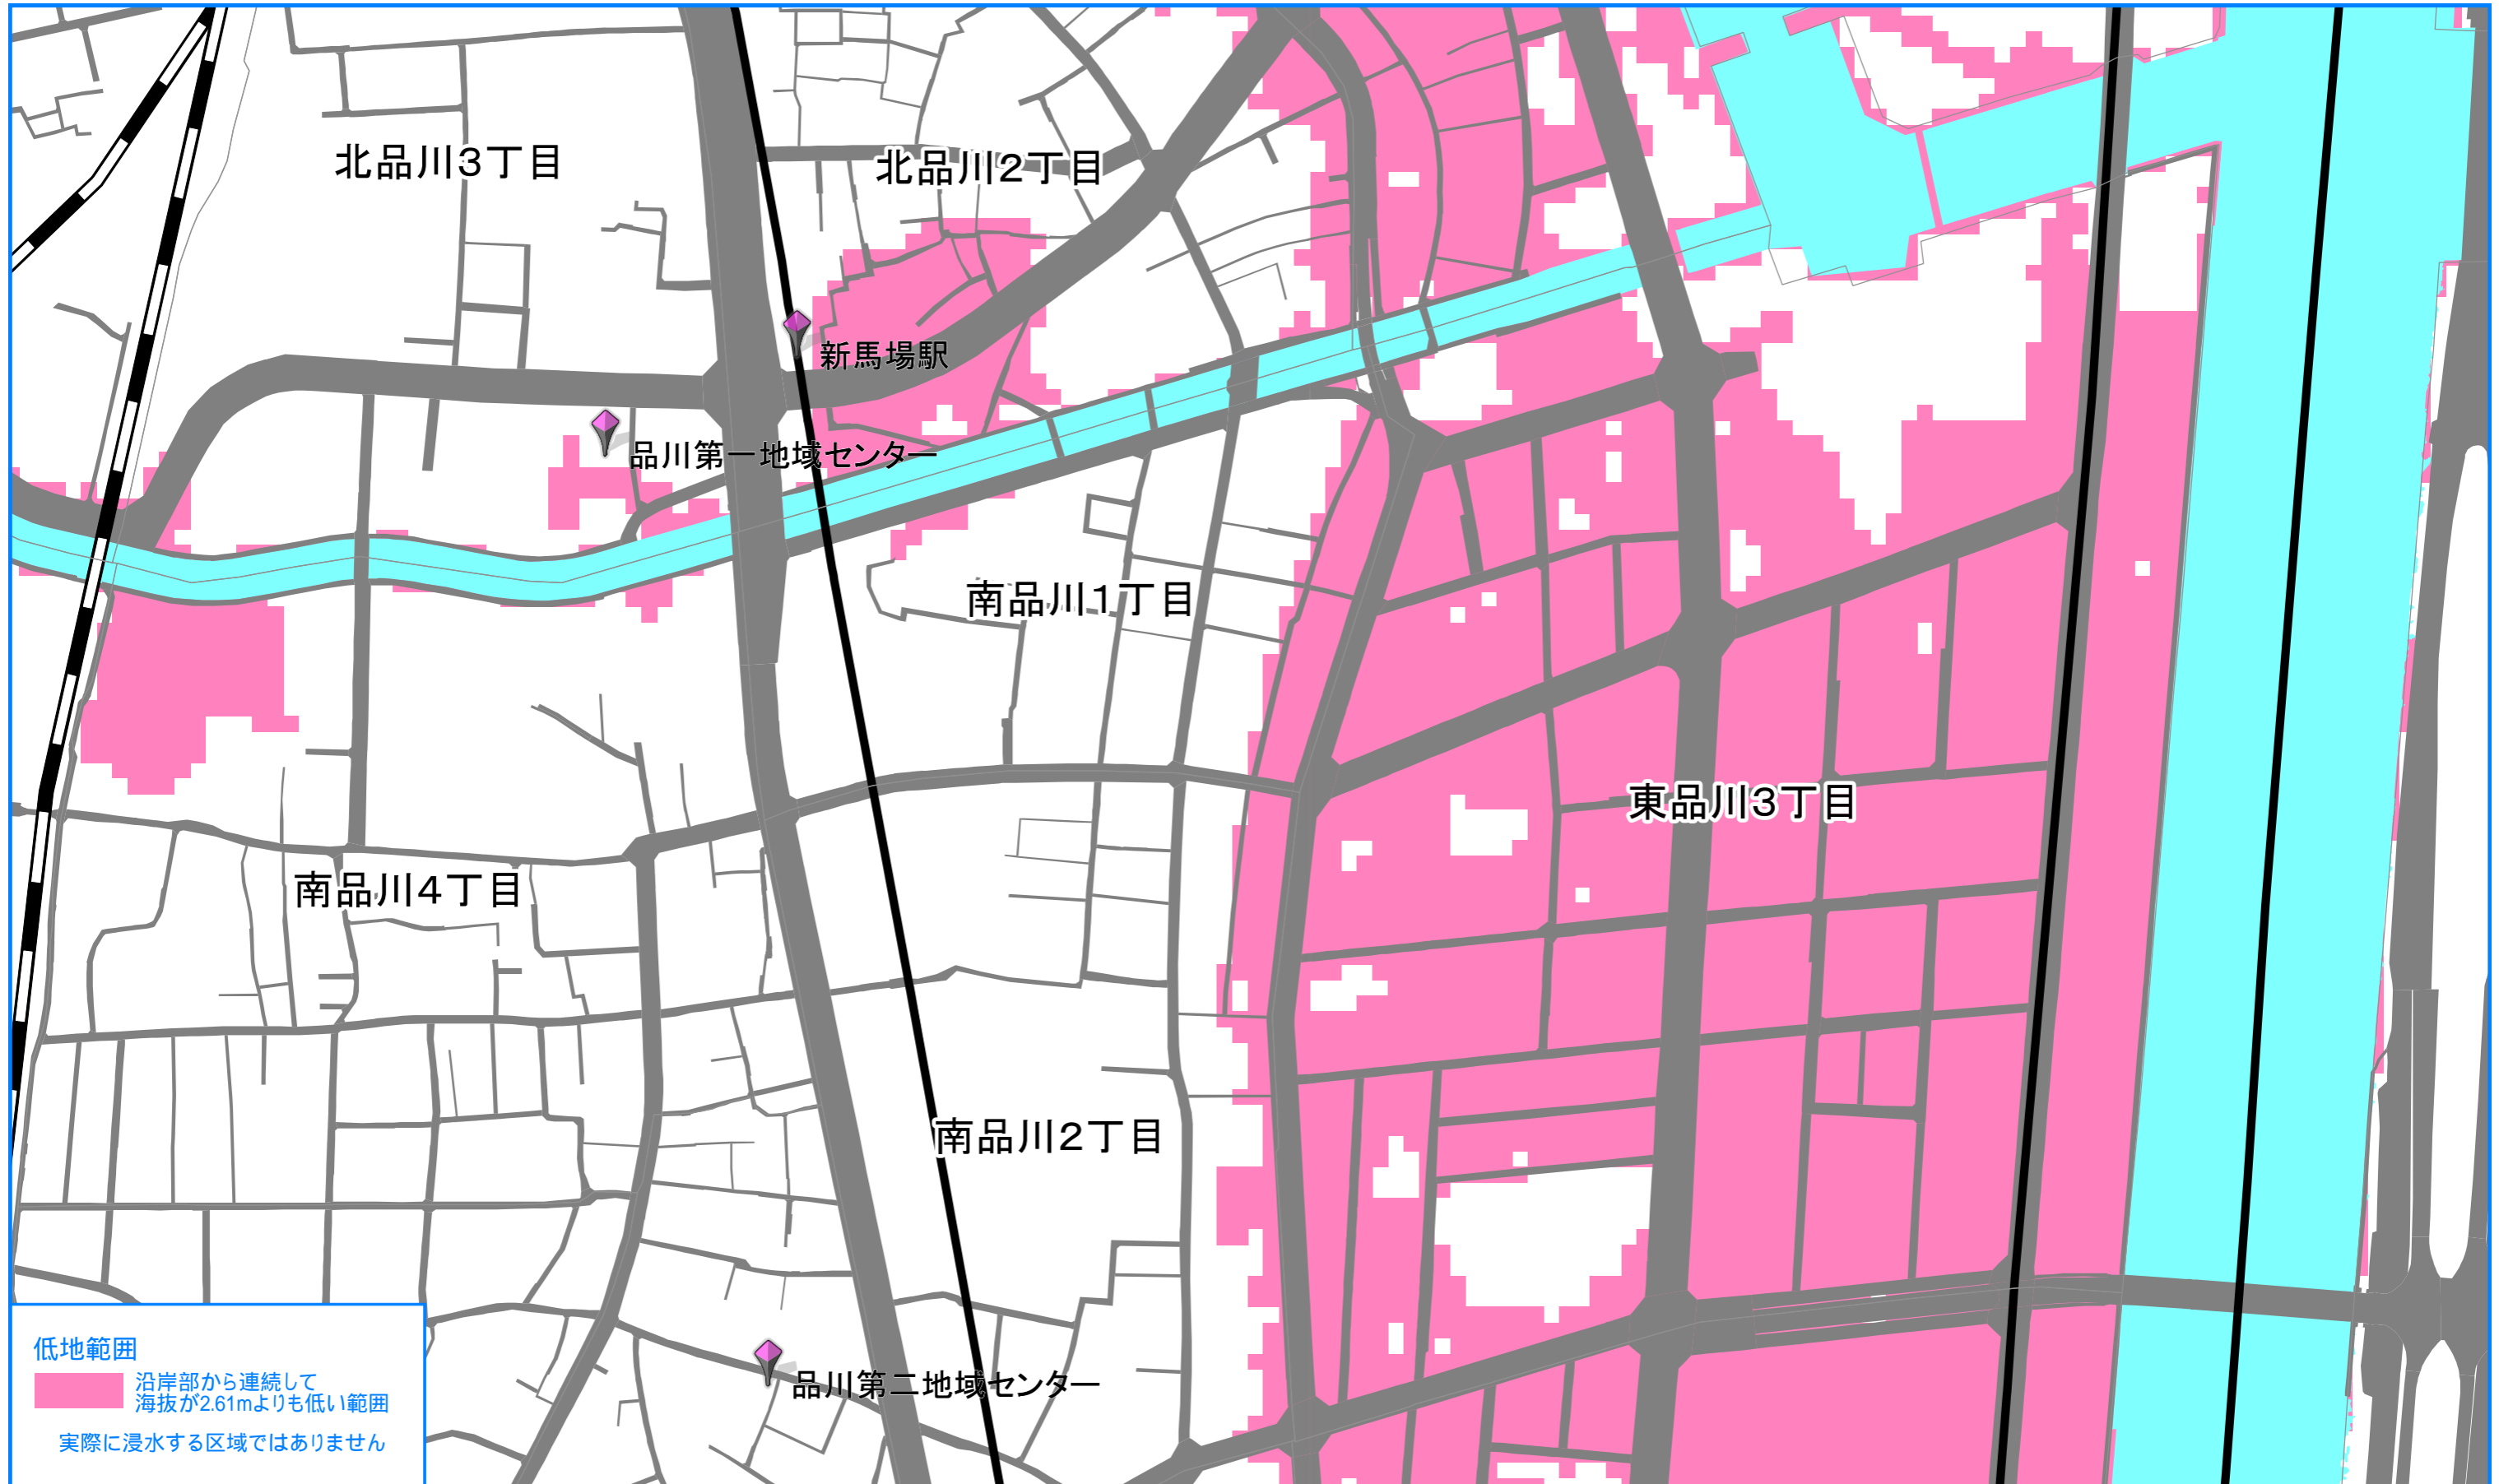 北品川3丁目
北品川2丁目
新馬場駅
品川第一地域センター
南品川1丁目
東品川3丁目
南品川4丁目
南品川2丁目
品川第二地域センター
低地範囲
沿岸部から連続して
海抜が2.61mよりも低い範囲
実際に浸水する区域ではありません